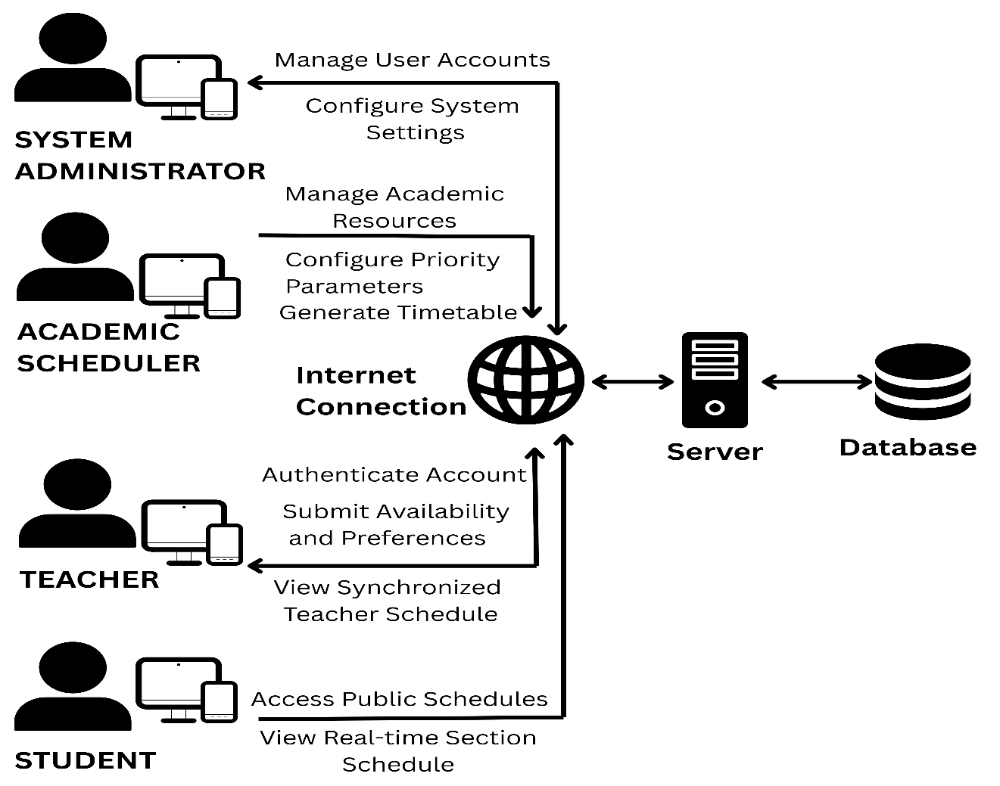 Manage User Accounts
Configure System
Settings
SYSTEM
ADMINISTRATOR
Manage Academic
Resources
Configure Priority
Parameters
Generate Timetable
ACADEMIC
SCHEDULER
Internet
Connection
Server
Database
Authenticate Account
Submit Availability
and Preferences
TEACHER
View Synchronized
Teacher Schedule
Access Public Schedules
View Real-time Section
Schedule
STUDENT